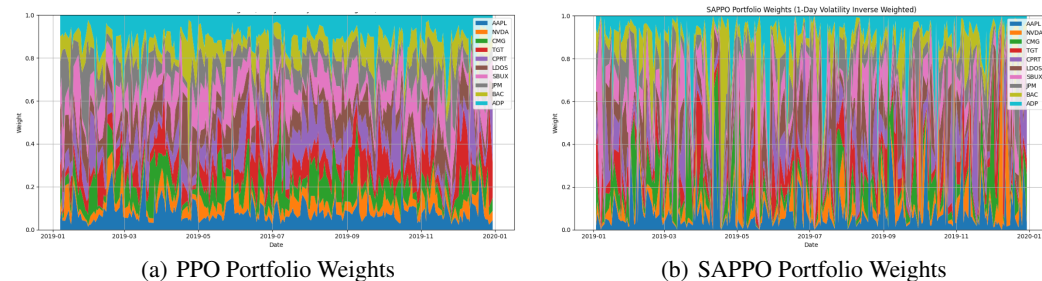 SAPPO Portfolio Weights (1-Day Volatility Inverse Weighted)
1.0
0.8
0.6
0.4
0.2
0.0
Weight
2019-01
2019-03
2019-05
2019-07
2019-09
2019-11
2020-01
Date
AAPL
NVDA
CMG
TGT
CPRT
LDOS
SBUX
JPM
BAC
ADP
(a) PPO Portfolio Weights
1.0
0.8
0.6
0.4
0.2
0.0
Weight
2019-01
2019-03
2019-05
2019-07
2019-09
2019-11
2020-01
Date
AAPL
NVDA
CMG
TGT
CPRT
LDOS
SBUX
JPM
BAC
ADP
(b) SAPPO Portfolio Weights